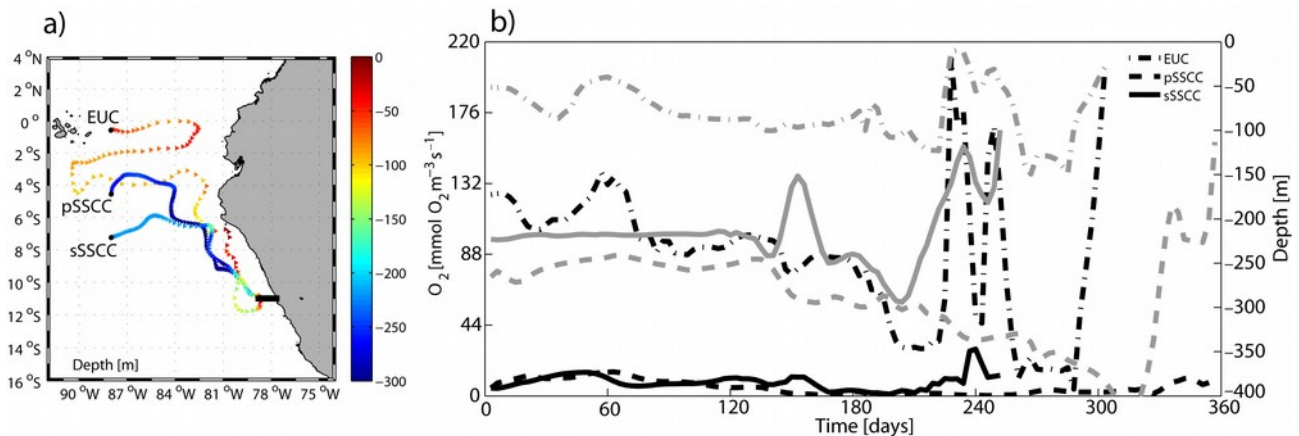 a)
4 °N
2 °N
0 °
2 °S
4 °S
6 °S
8 °S
10 °S
12 °S
14 °S
16 °S
90 °W 87 °W 84 °W 81 °W 78 °W 75 °W
EUC
pSSCC
sSSCC
Depth [m]
0
−50
−100
−150
−200
−250
−300
b)
220
176
132
88
44
0
O₂ [mmol O₂ m⁻³ s⁻¹]
0 60 120 180 240 300 360
Time [days]
EUC
pSSCC
sSSCC
0
−50
−100
−150
−200
−250
−300
−350
−400
Depth [m]